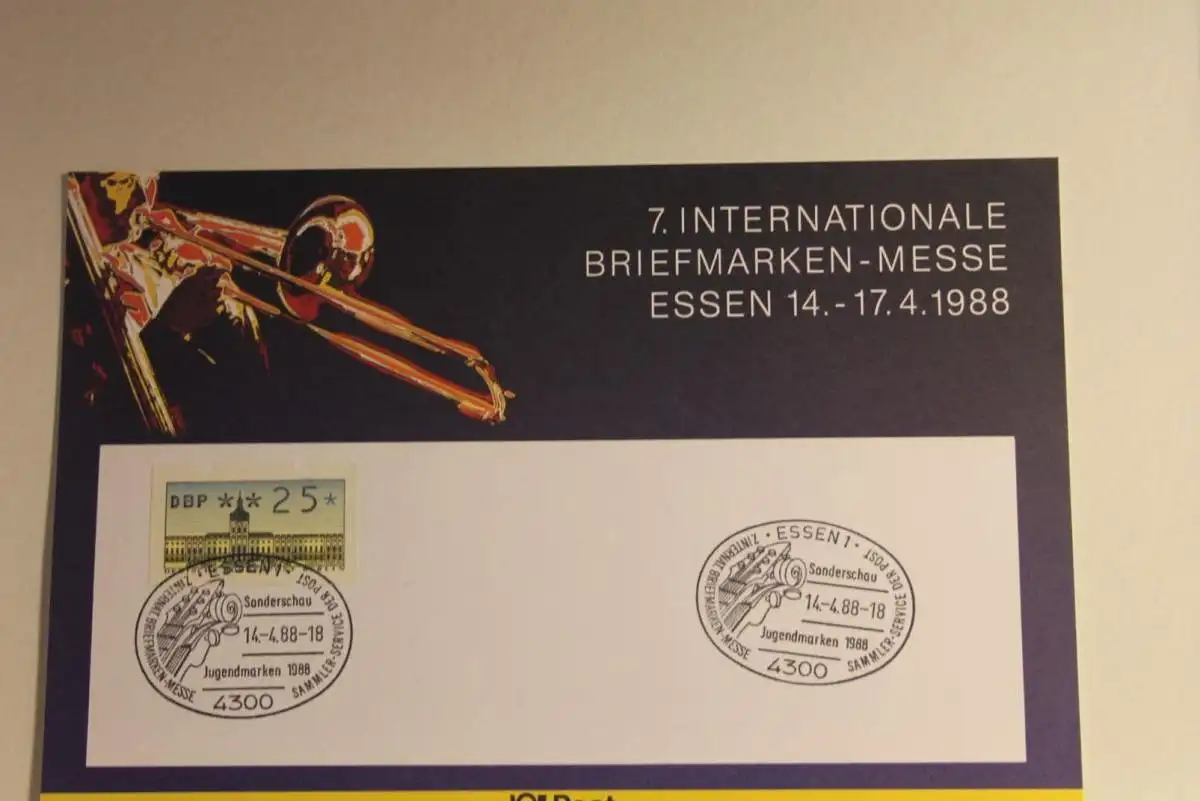 7. INTERNATIONALE
BRIEFMARKEN-MESSE
ESSEN 14.-17.4.1988
DBP **25*
· ESSEN 1 ·
7.INTERNAT. BRIEFMARKEN-MESSE
Sonderschau
14.-4.88-18
Jugendmarken 1988
4300
SAMMLER-SERVICE DER POST
· ESSEN 1 ·
7.INTERNAT. BRIEFMARKEN-MESSE
Sonderschau
14.-4.88-18
Jugendmarken 1988
4300
SAMMLER-SERVICE DER POST
Post